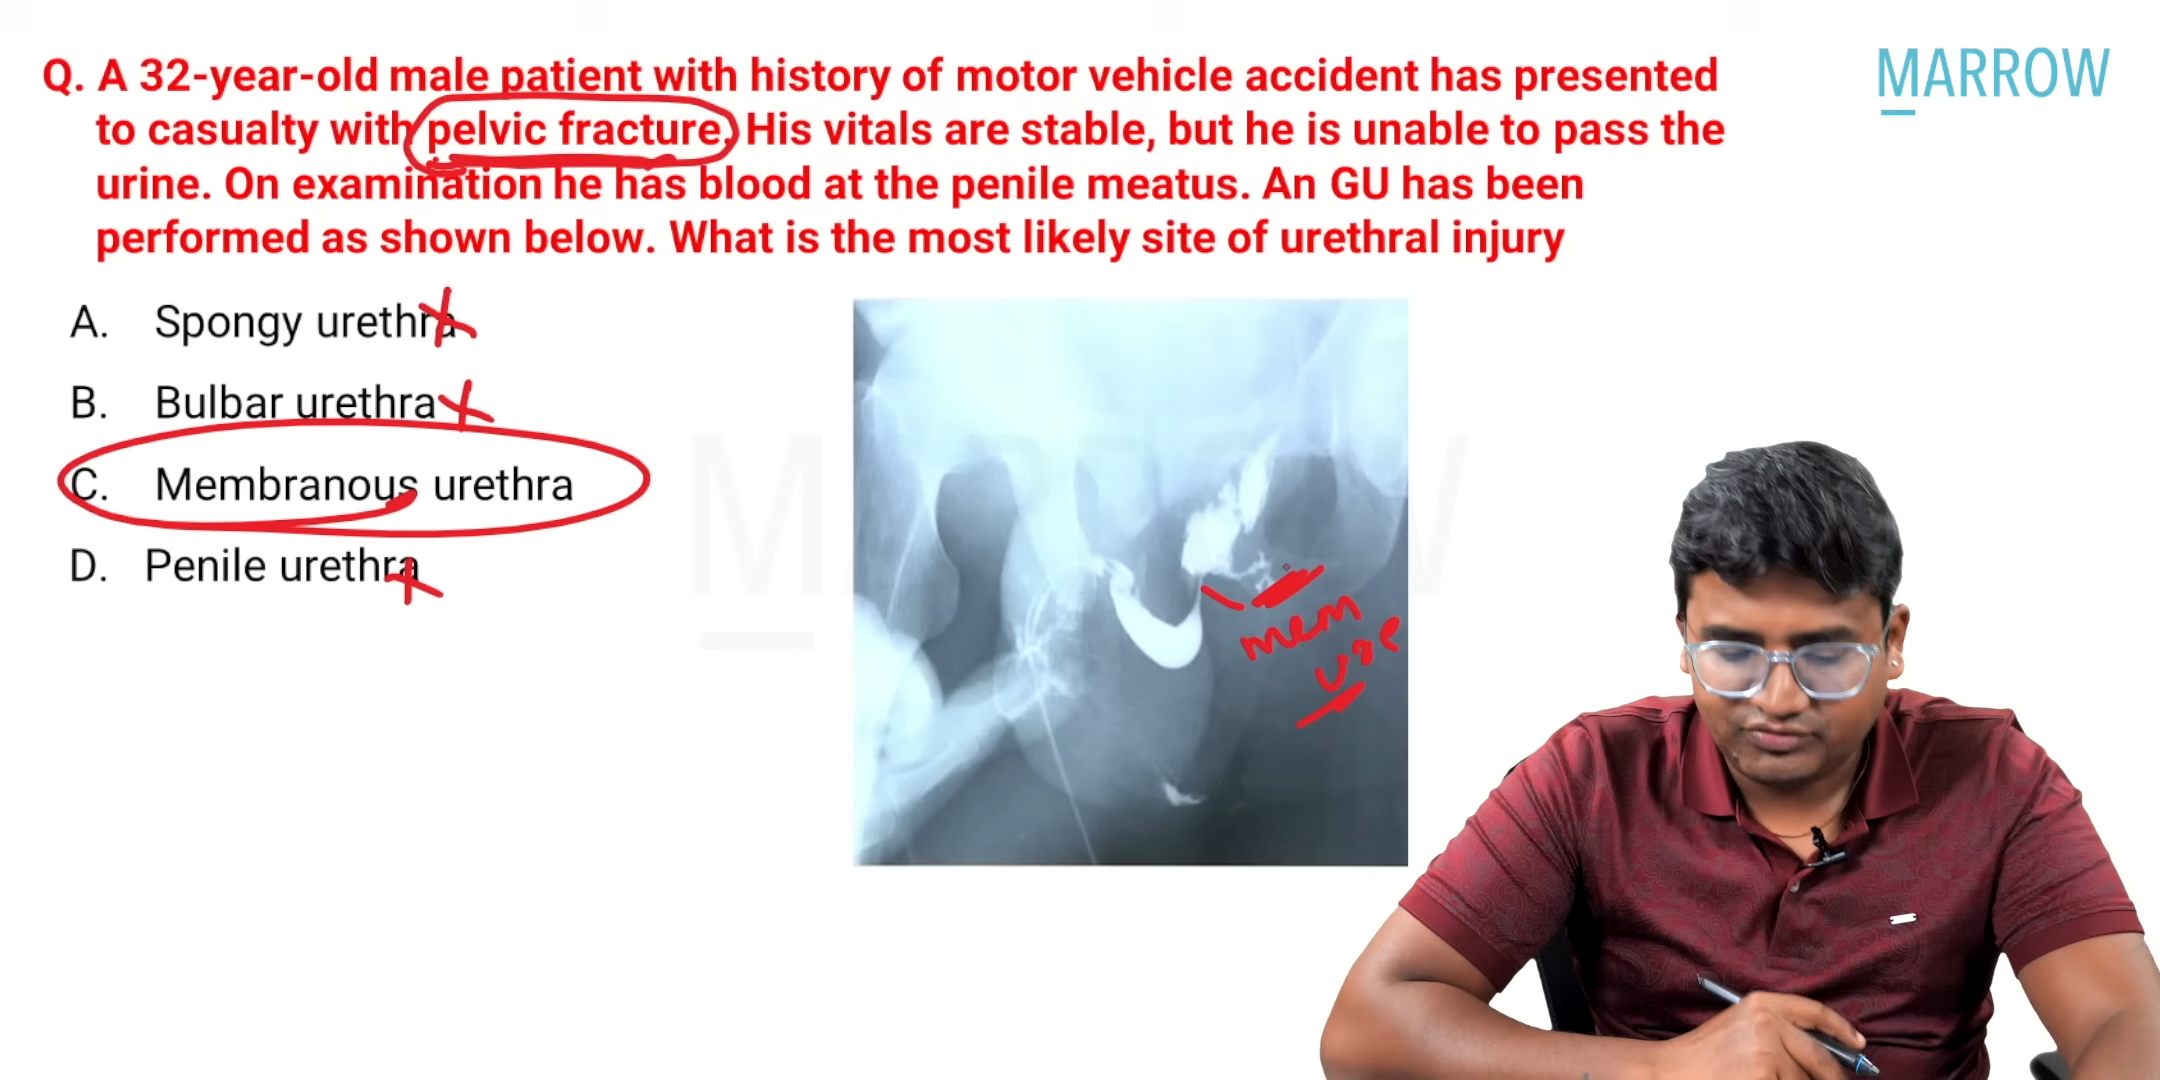 MARROW
Q. A 32-year-old male patient with history of motor vehicle accident has presented
to casualty with pelvic fracture. His vitals are stable, but he is unable to pass the
urine. On examination he has blood at the penile meatus. An GU has been
performed as shown below. What is the most likely site of urethral injury
A. Spongy urethra
B. Bulbar urethra
C. Membranous urethra
D. Penile urethra
MARROW
mem
ure